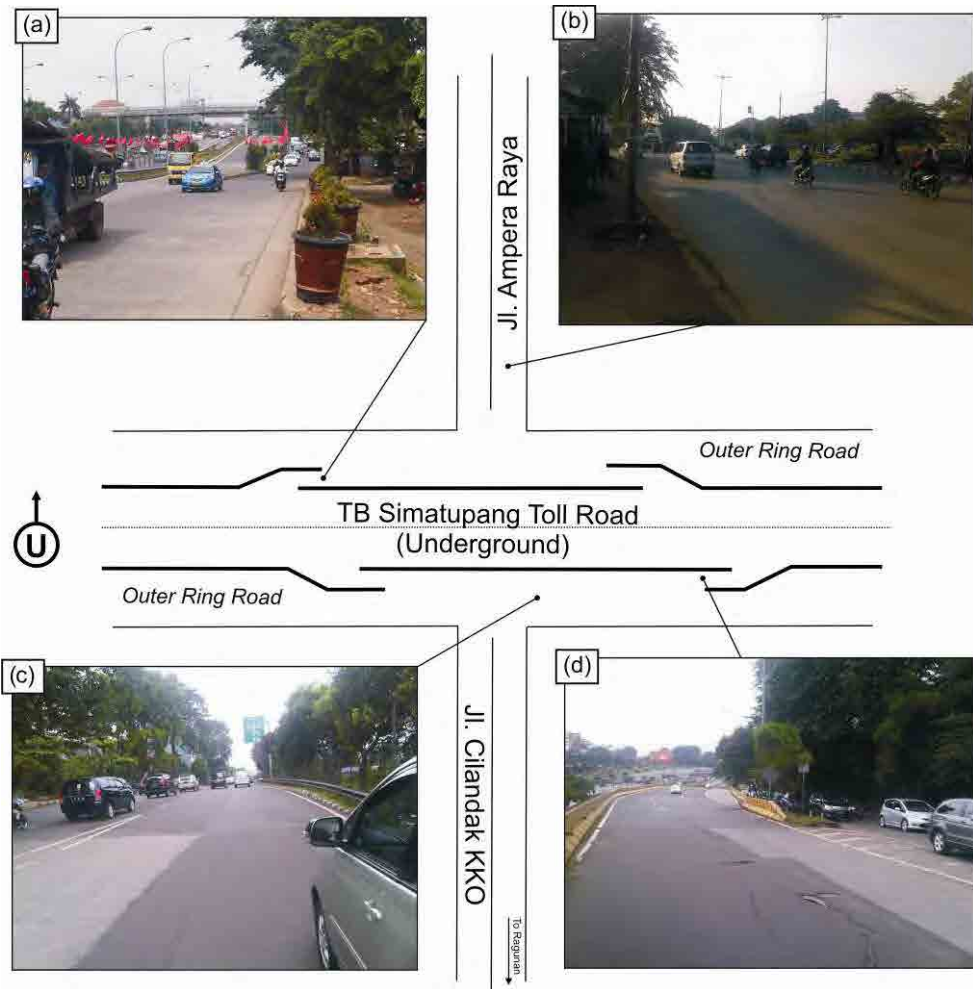 (a)
(b)
Jl. Ampera Raya
Outer Ring Road
TB Simatupang Toll Road
(Underground)
U
Outer Ring Road
(c)
(d)
Jl. Cilandak KKO
To Ragunan